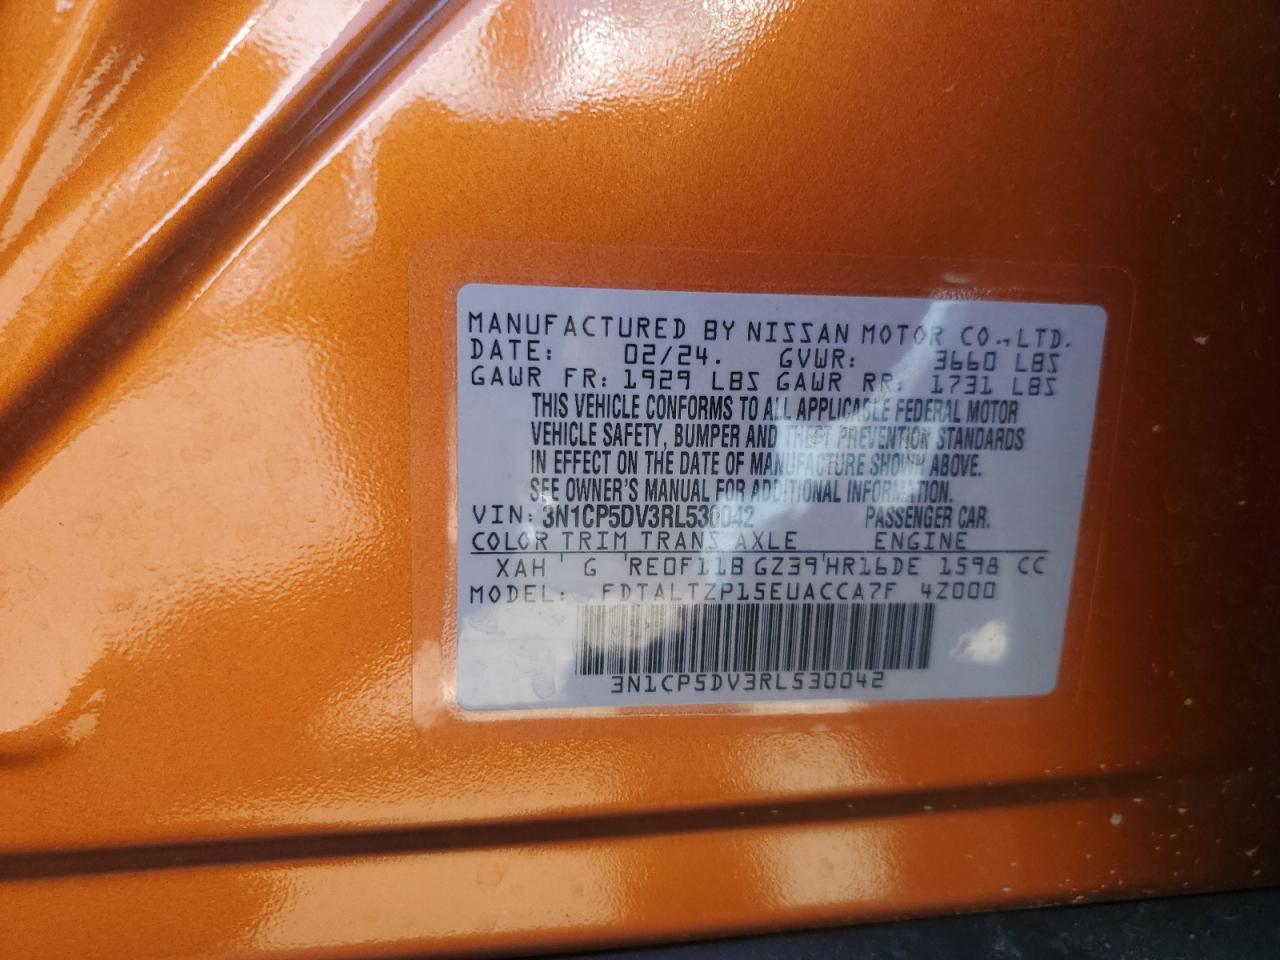 MANUFACTURED BY NISSAN MOTOR CO.,LTD.
DATE: 02/24. GVWR: 3660 LBS
GAWR FR: 1929 LBS GAWR RR: 1731 LBS
THIS VEHICLE CONFORMS TO ALL APPLICABLE FEDERAL MOTOR
VEHICLE SAFETY, BUMPER AND THEFT PREVENTION STANDARDS
IN EFFECT ON THE DATE OF MANUFACTURE SHOWN ABOVE.
SEE OWNER'S MANUAL FOR ADDITIONAL INFORMATION.
VIN: 3N1CP5DV3RL530042 PASSENGER CAR.
COLOR TRIM TRANS AXLE ENGINE
XAH G RE0F11B GZ39 HR16DE 1598 CC
MODEL: FDTALTZP15EUACCA7F 4Z000
3N1CP5DV3RL530042